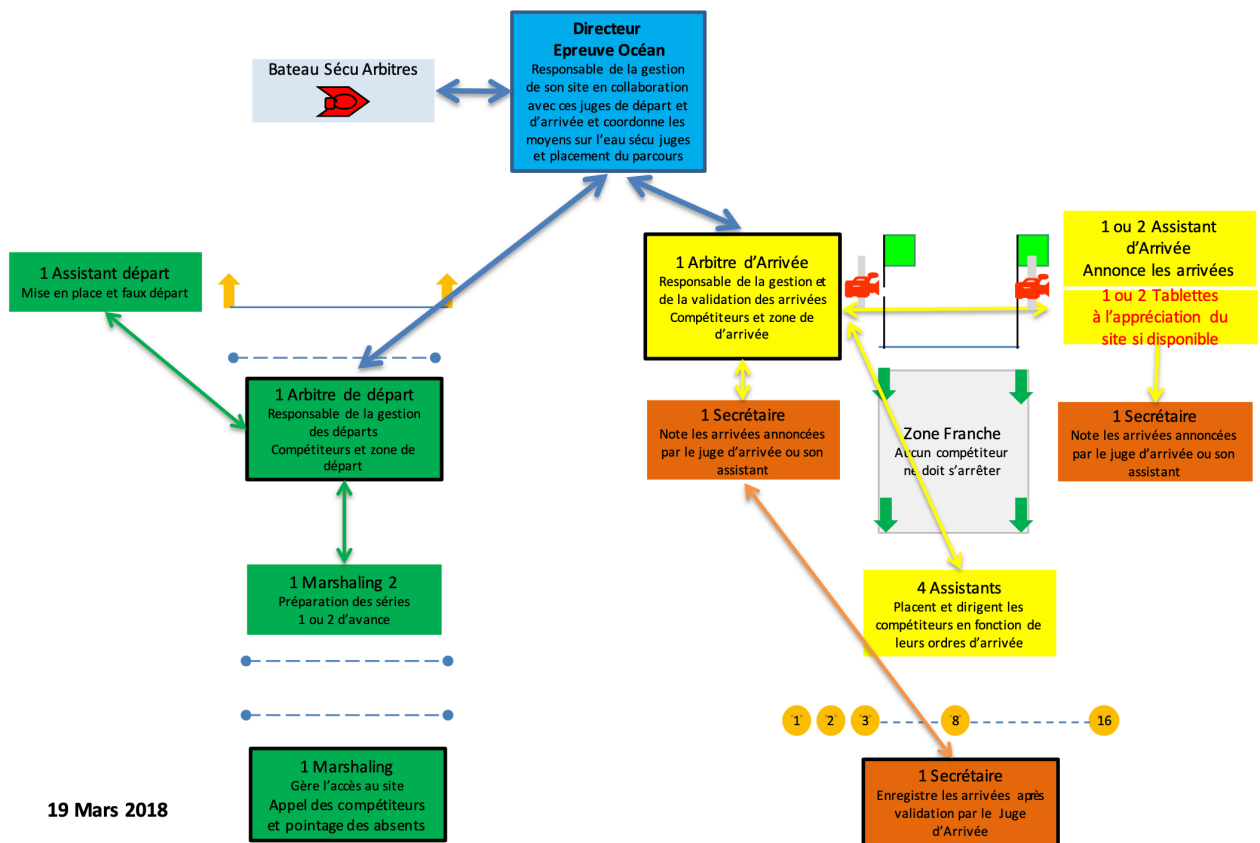 Directeur
Epreuve Océan
Responsable de la gestion
de son site en collaboration
avec ces juges de départ et
d'arrivée et coordonne les
moyens sur l'eau sécu juges
et placement du parcours
Bateau Sécu Arbitres
1 Assistant départ
Mise en place et faux départ
1 Arbitre d'Arrivée
Responsable de la gestion et
de la validation des arrivées
Compétiteurs et zone de
d'arrivée
1 ou 2 Assistant
d'Arrivée
Annonce les arrivées
1 ou 2 Tablettes
à l'appréciation du
site si disponible
1 Arbitre de départ
Responsable de la gestion
des départs
Compétiteurs et zone de
départ
1 Secrétaire
Note les arrivées annoncées
par le juge d'arrivée ou son
assistant
Zone Franche
Aucun compétiteur
ne doit s'arrêter
1 Secrétaire
Note les arrivées annoncées
par le juge d'arrivée ou son
assistant
1 Marshaling 2
Préparation des séries
1 ou 2 d'avance
4 Assistants
Placent et dirigent les
compétiteurs en fonction de
leurs ordres d'arrivée
"1" "2" "3" "8" 16
1 Marshaling
Gère l'accès au site
Appel des compétiteurs
et pointage des absents
1 Secrétaire
Enregistre les arrivées après
validation par le Juge
d'Arrivée
19 Mars 2018